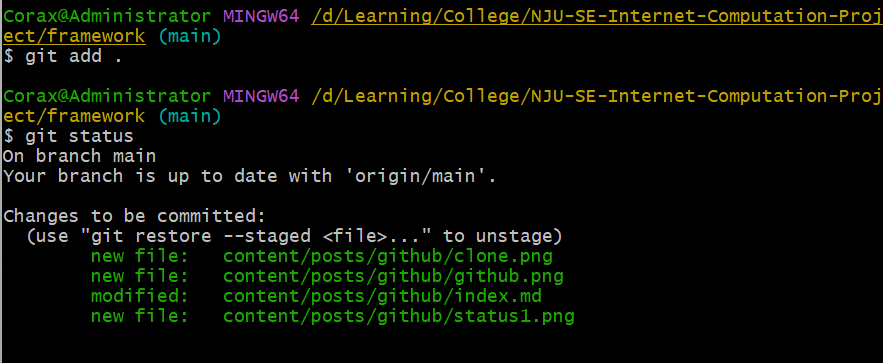 Corax@Administrator MINGW64 /d/Learning/College/NJU-SE-Internet-Computation-Proj
ect/framework (main)
$ git add .
Corax@Administrator MINGW64 /d/Learning/College/NJU-SE-Internet-Computation-Proj
ect/framework (main)
$ git status
On branch main
Your branch is up to date with 'origin/main'.
Changes to be committed:
  (use "git restore --staged <file>..." to unstage)
        new file:   content/posts/github/clone.png
        new file:   content/posts/github/github.png
        modified:   content/posts/github/index.md
        new file:   content/posts/github/status1.png